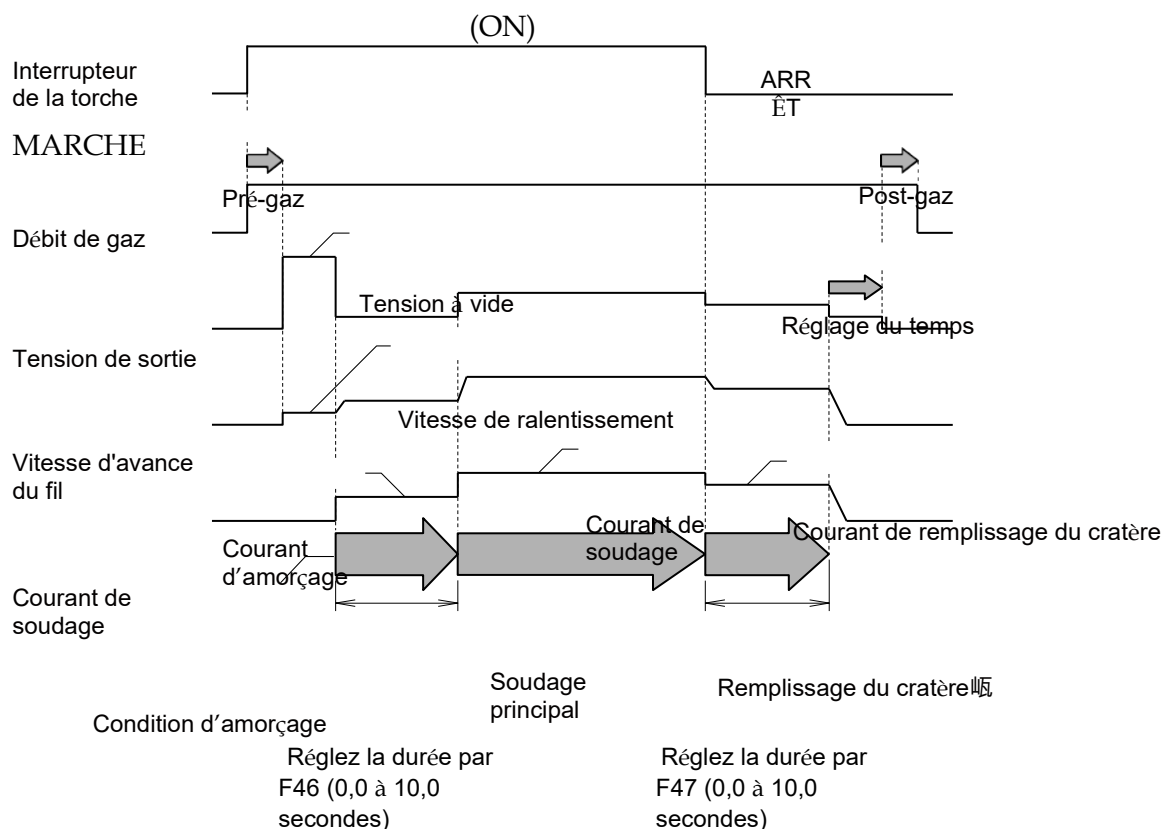 (ON)
Interrupteur
de la torche
ARR
ÊT
MARCHE
Pré-gaz
Post-gaz
Débit de gaz
Tension à vide
Réglage du temps
Tension de sortie
Vitesse de ralentissement
Vitesse d'avance
du fil
Courant
d'amorçage
Courant de
soudage
Courant de remplissage du cratère
Courant de
soudage
Soudage
principal
Remplissage du cratère
Condition d'amorçage
Réglez la durée par
F46 (0,0 à 10,0
secondes)
Réglez la durée par
F47 (0,0 à 10,0
secondes)